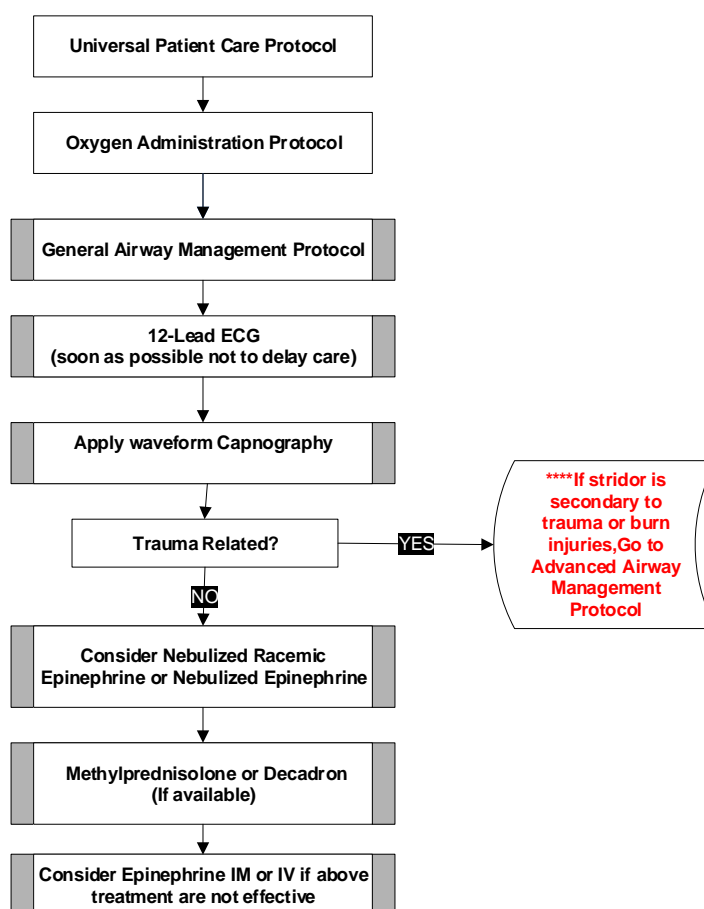 Universal Patient Care Protocol
Oxygen Administration Protocol
General Airway Management Protocol
12-Lead ECG
(soon as possible not to delay care)
Apply waveform Capnography
Trauma Related?
YES
****If stridor is
secondary to
trauma or burn
injuries,Go to
Advanced Airway
Management
Protocol
NO
Consider Nebulized Racemic
Epinephrine or Nebulized Epinephrine
Methylprednisolone or Decadron
(If available)
Consider Epinephrine IM or IV if above
treatment are not effective